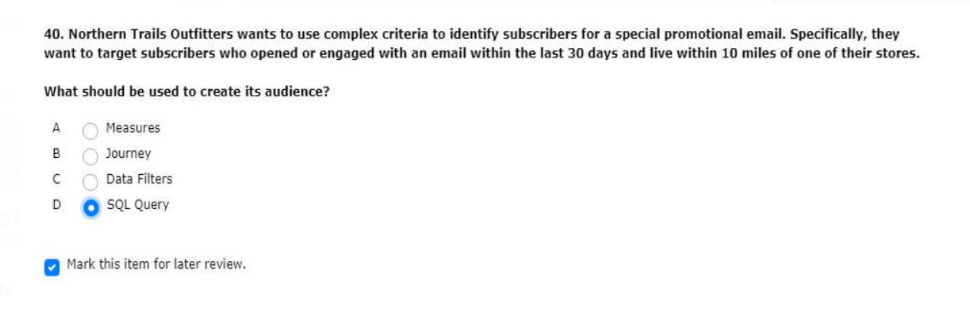 40. Northern Trails Outfitters wants to use complex criteria to identify subscribers for a special promotional email. Specifically, they
want to target subscribers who opened or engaged with an email within the last 30 days and live within 10 miles of one of their stores.
What should be used to create its audience?
A Measures
B Journey
C Data Filters
D SQL Query
Mark this item for later review.